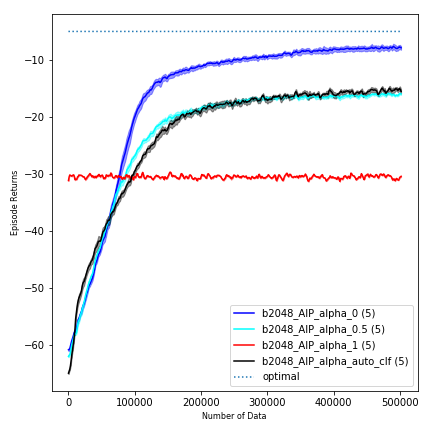 −10
−20
−30
−40
−50
−60
Episode Returns
0
100000
200000
300000
400000
500000
Number of Data
b2048_AIP_alpha_0 (5)
b2048_AIP_alpha_0.5 (5)
b2048_AIP_alpha_1 (5)
b2048_AIP_alpha_auto_clf (5)
optimal